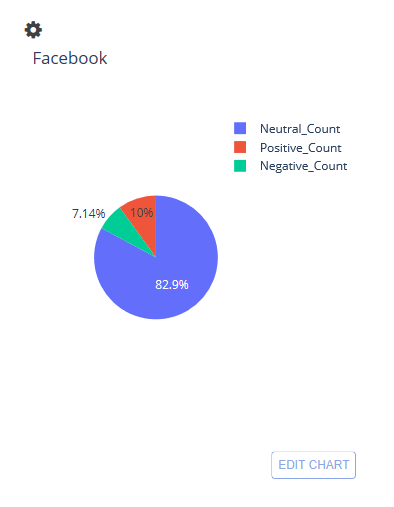 Facebook
Neutral_Count
Positive_Count
Negative_Count
7.14%
10%
82.9%
EDIT CHART